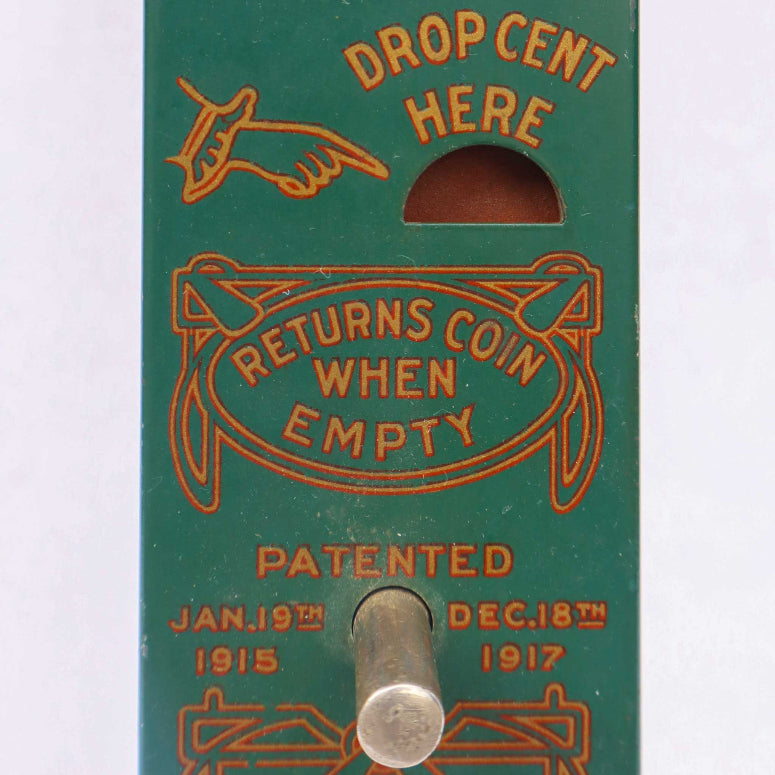 DROP CENT
HERE
RETURNS COIN
WHEN
EMPTY
PATENTED
JAN.19TH DEC.18TH
1915 1917